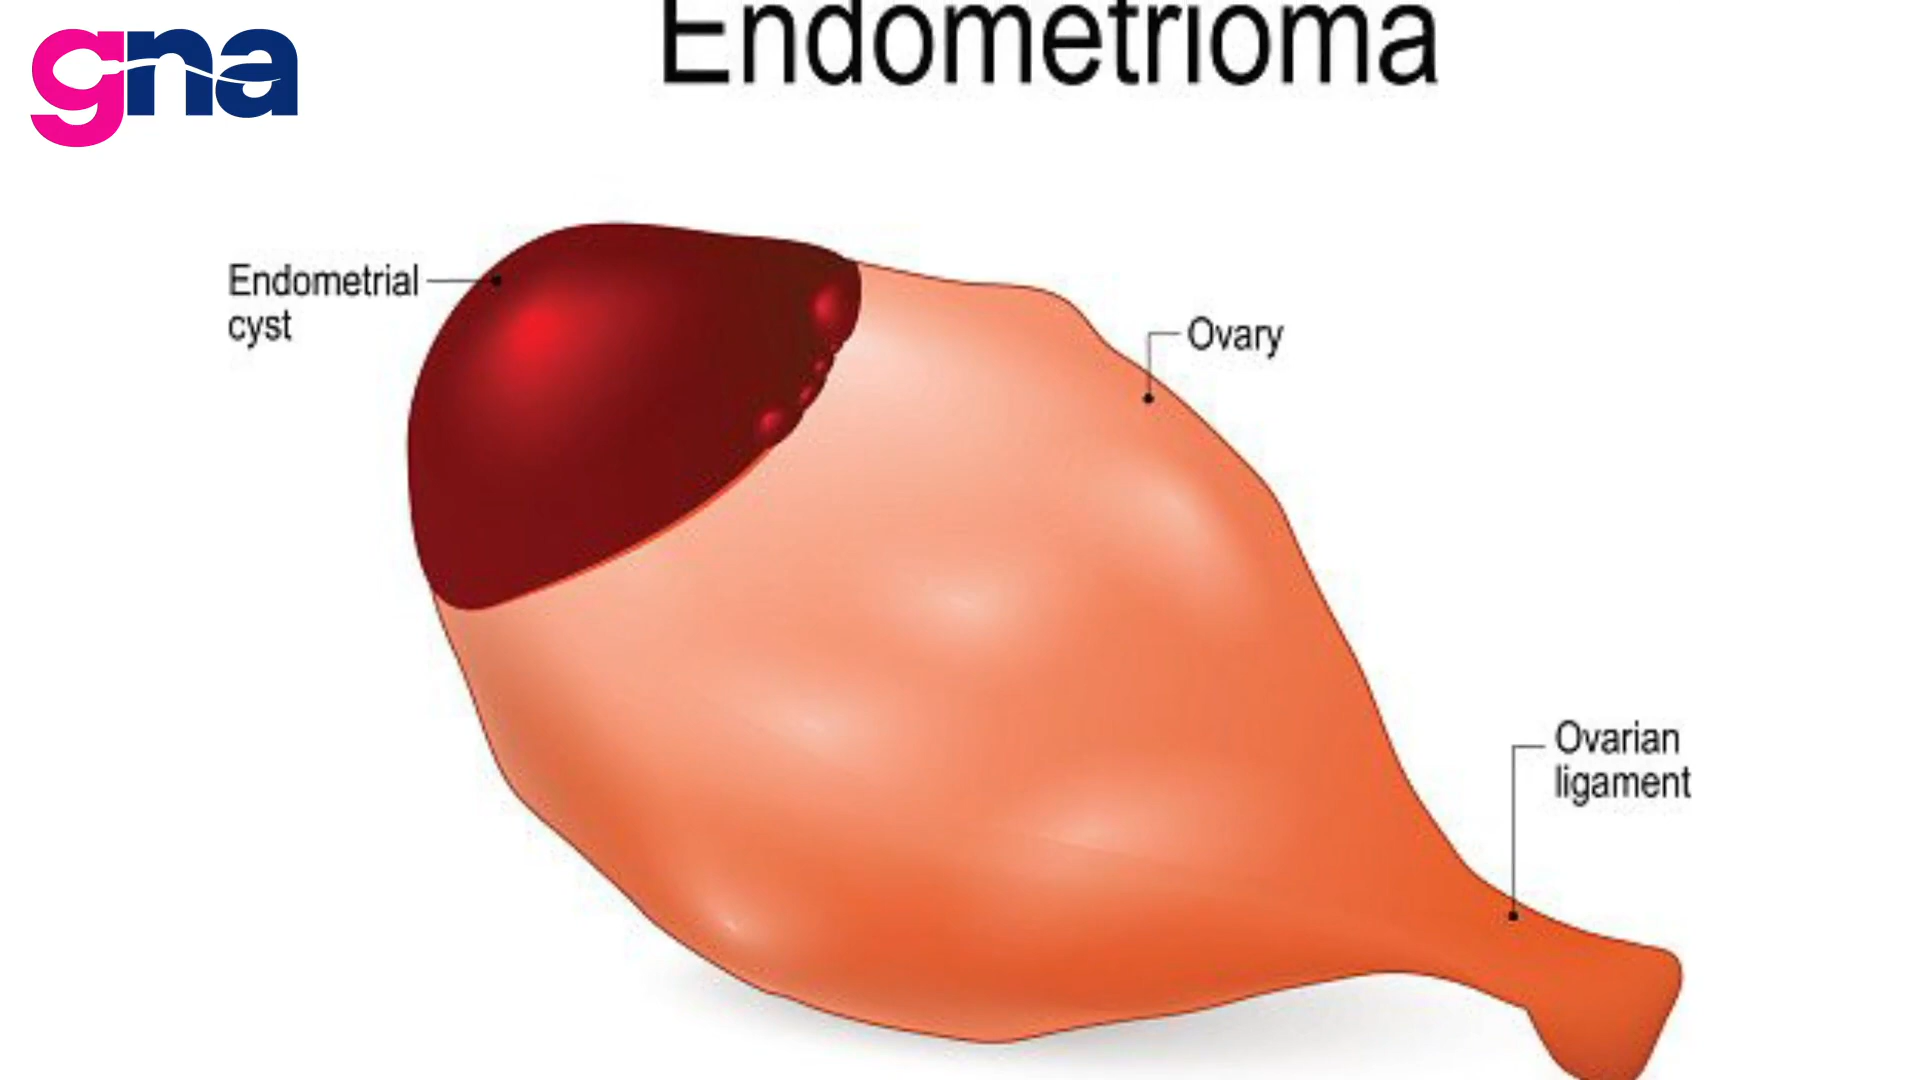 gna
Endometrioma
Endometrial
cyst
Ovary
Ovarian
ligament